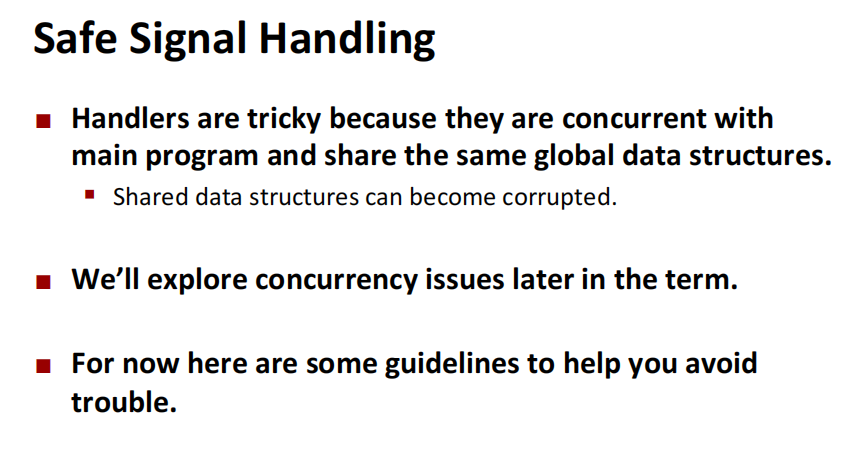 Safe Signal Handling
Handlers are tricky because they are concurrent with
main program and share the same global data structures.
Shared data structures can become corrupted.
We’ll explore concurrency issues later in the term.
For now here are some guidelines to help you avoid
trouble.